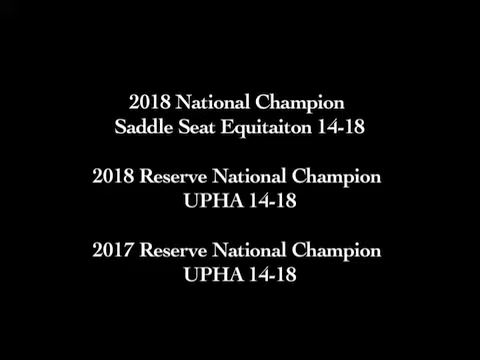 2018 National Champion
Saddle Seat Equitaiton 14-18
2018 Reserve National Champion
UPHA 14-18
2017 Reserve National Champion
UPHA 14-18